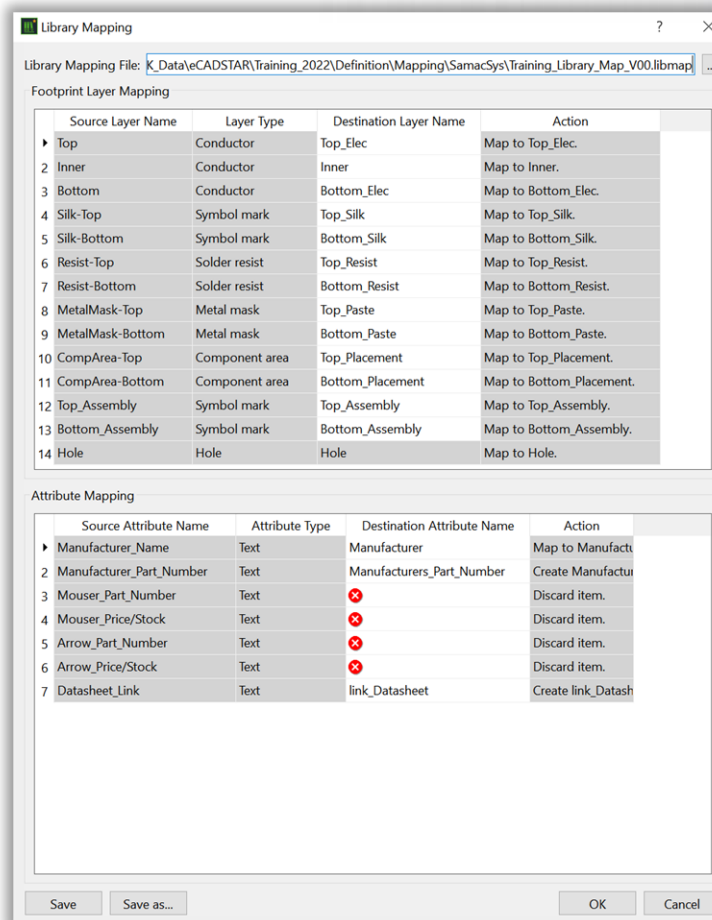 Library Mapping ?
Library Mapping File: K_Data\eCADSTAR\Training_2022\Definition\Mapping\SamacSys\Training_Library_Map_V00.libmap ..
Footprint Layer Mapping
Source Layer Name Layer Type Destination Layer Name Action
Top Conductor Top_Elec Map to Top_Elec.
2 Inner Conductor Inner Map to Inner.
3 Bottom Conductor Bottom_Elec Map to Bottom_Elec.
4 Silk-Top Symbol mark Top_Silk Map to Top_Silk.
5 Silk-Bottom Symbol mark Bottom_Silk Map to Bottom_Silk.
6 Resist-Top Solder resist Top_Resist Map to Top_Resist.
7 Resist-Bottom Solder resist Bottom_Resist Map to Bottom_Resist.
8 MetalMask-Top Metal mask Top_Paste Map to Top_Paste.
9 MetalMask-Bottom Metal mask Bottom_Paste Map to Bottom_Paste.
10 CompArea-Top Component area Top_Placement Map to Top_Placement.
11 CompArea-Bottom Component area Bottom_Placement Map to Bottom_Placement.
12 Top_Assembly Symbol mark Top_Assembly Map to Top_Assembly.
13 Bottom_Assembly Symbol mark Bottom_Assembly Map to Bottom_Assembly.
14 Hole Hole Hole Map to Hole.
Attribute Mapping
Source Attribute Name Attribute Type Destination Attribute Name Action
Manufacturer_Name Text Manufacturer Map to Manufactu
2 Manufacturer_Part_Number Text Manufacturers_Part_Number Create Manufactur
3 Mouser_Part_Number Text Discard item.
4 Mouser_Price/Stock Text Discard item.
5 Arrow_Part_Number Text Discard item.
6 Arrow_Price/Stock Text Discard item.
7 Datasheet_Link Text link_Datasheet Create link_Datash
Save Save as... OK Cancel